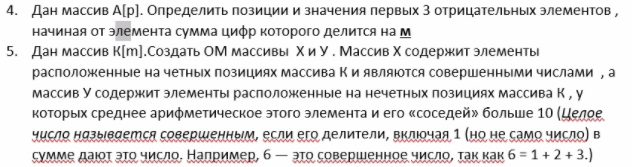 4. Дан массив А[р]. Определить позиции и значения первых 3 отрицательных элементов ,
начиная от элемента сумма цифр которого делится на м
5. Дан массив К[m].Создать ОМ массивы Х и У . Массив Х содержит элементы
расположенные на четных позициях массива К и являются совершенными числами , а
массив У содержит элементы расположенные на нечетных позициях массива К , у
которых среднее арифметическое этого элемента и его «соседей» больше 10 (Целое
число называется совершенным, если его делители, включая 1 (но не само число) в
сумме дают это число. Например, 6 — это совершенное число, так как 6 = 1 + 2 + 3.)